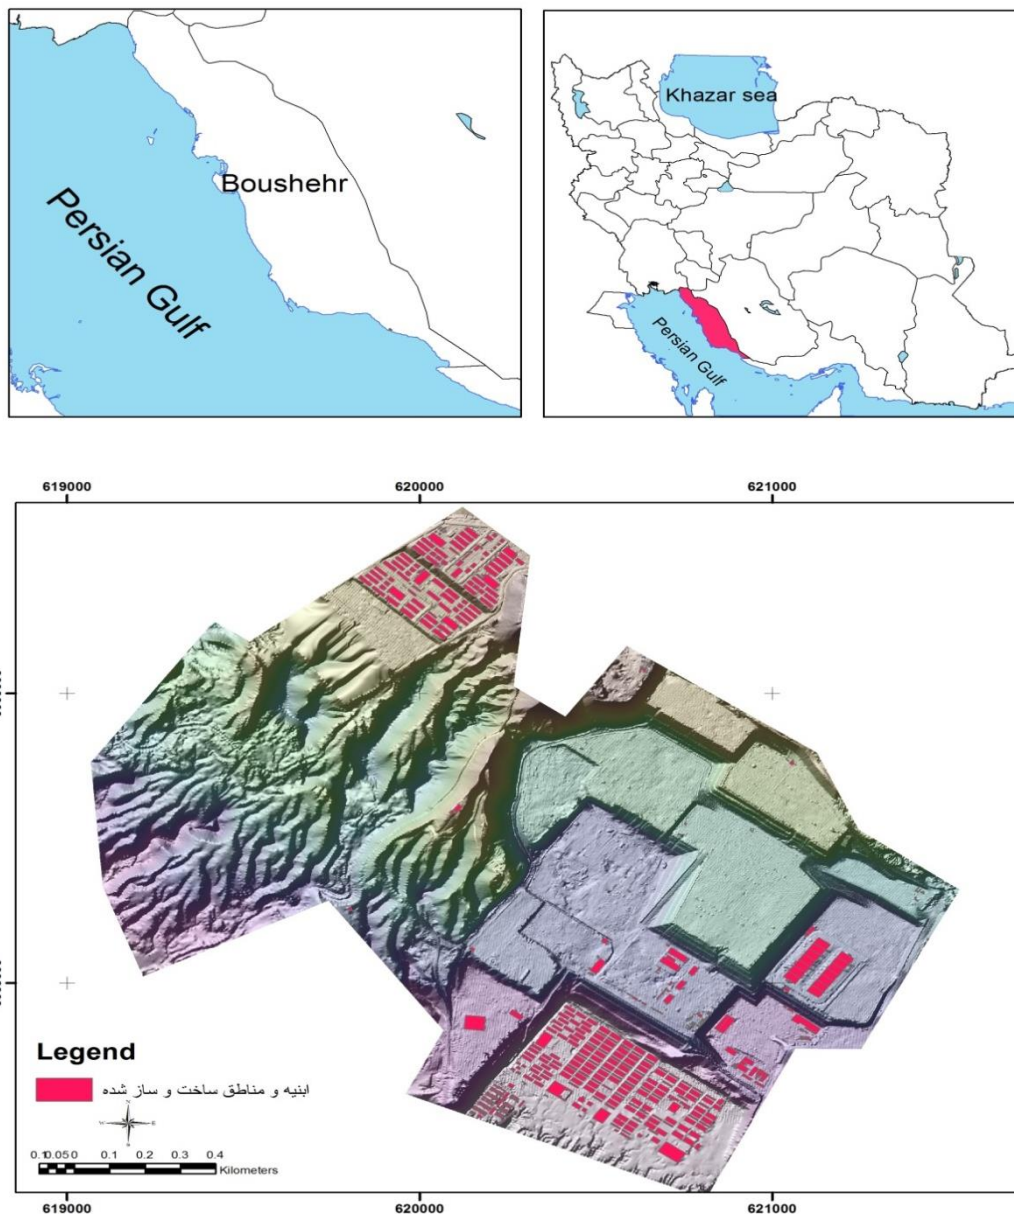 Boushehr
Persian Gulf
Khazar sea
Persian Gulf
619000 620000 621000
Legend
ابنیه و مناطق ساخت و ساز شده
N
W E
S
0.1 0.05 0 0.1 0.2 0.3 0.4
Kilometers
619000 620000 621000